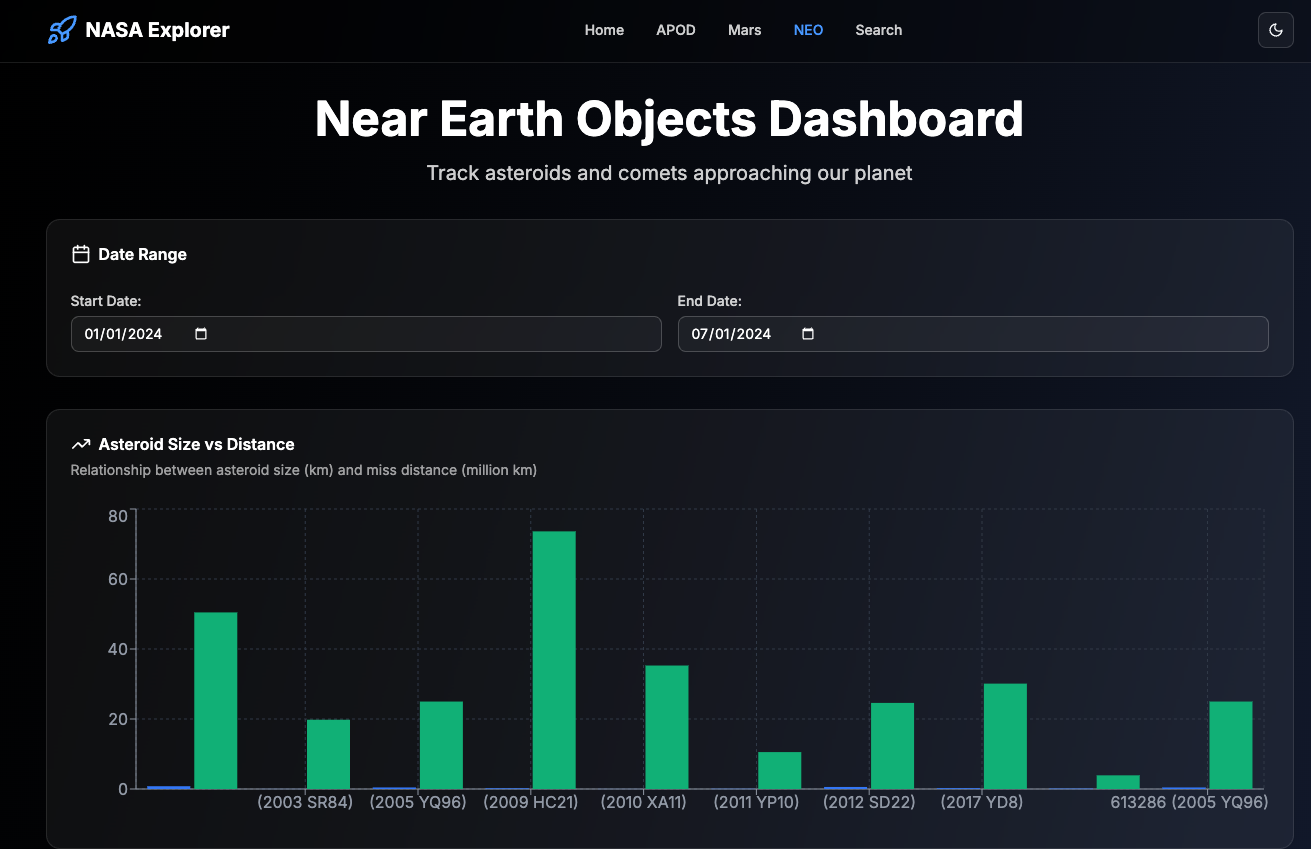 NASA Explorer
Home APOD Mars NEO Search
Near Earth Objects Dashboard
Track asteroids and comets approaching our planet
Date Range
Start Date: End Date:
01/01/2024 07/01/2024
Asteroid Size vs Distance
Relationship between asteroid size (km) and miss distance (million km)
80
60
40
20
0
(2003 SR84) (2005 YQ96) (2009 HC21) (2010 XA11) (2011 YP10) (2012 SD22) (2017 YD8) 613286 (2005 YQ96)